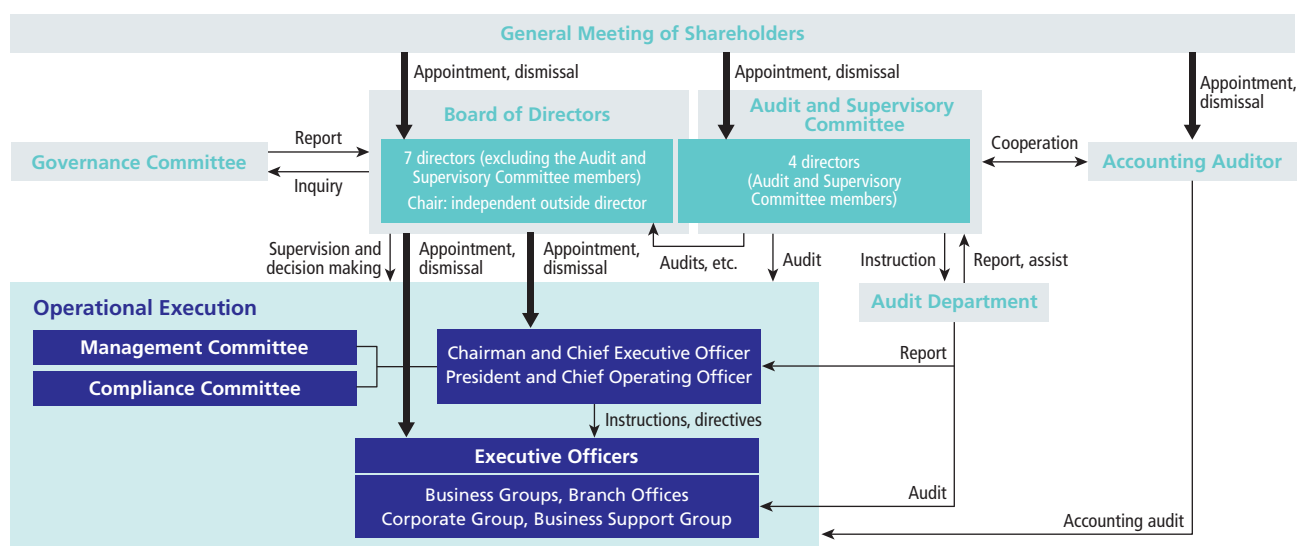 General Meeting of Shareholders
Appointment, dismissal
Appointment, dismissal
Appointment,
dismissal
Board of Directors
Audit and Supervisory
Committee
Governance Committee
Report
Inquiry
7 directors (excluding the Audit and
Supervisory Committee members)
Chair: independent outside director
4 directors
(Audit and Supervisory
Committee members)
Cooperation
Accounting Auditor
Supervision and
decision making
Appointment,
dismissal
Appointment,
dismissal
Audits, etc.
Audit
Instruction
Report, assist
Audit Department
Operational Execution
Management Committee
Compliance Committee
Chairman and Chief Executive Officer
President and Chief Operating Officer
Report
Instructions, directives
Executive Officers
Business Groups, Branch Offices
Corporate Group, Business Support Group
Audit
Accounting audit